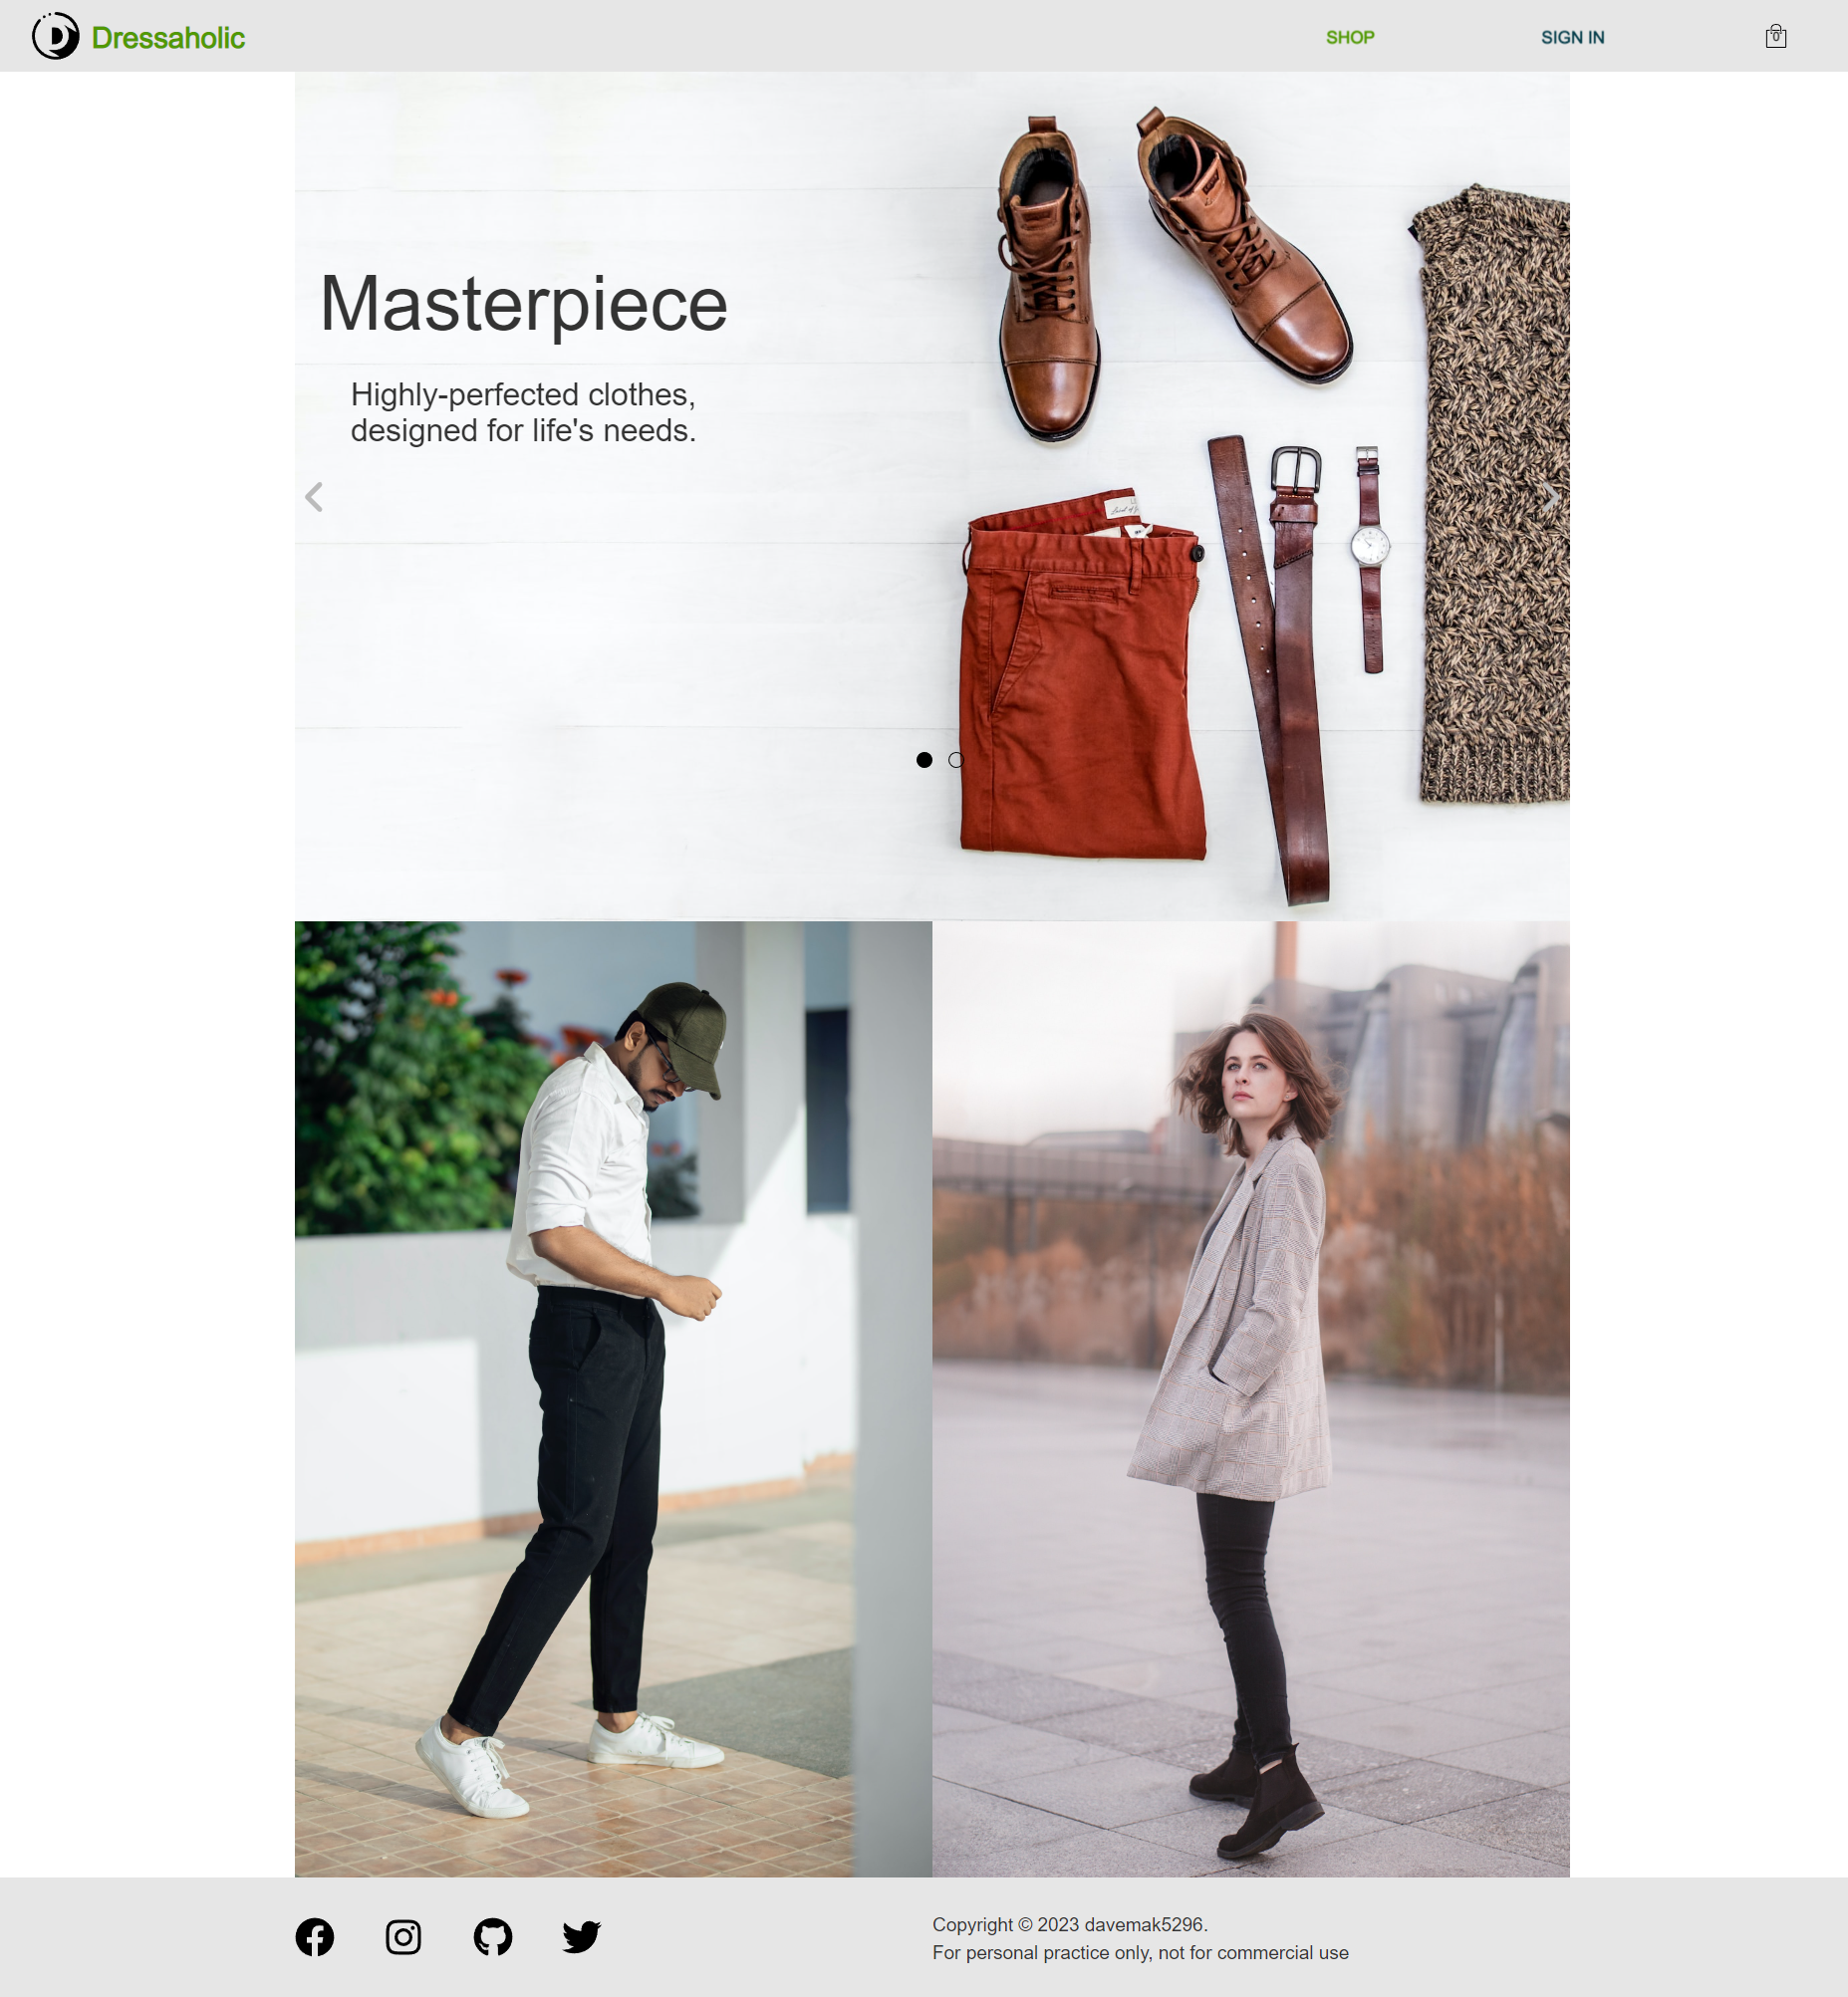 Dressaholic
SHOP
SIGN IN
0
Masterpiece
Highly-perfected clothes,
designed for life's needs.
Copyright © 2023 davemak5296.
For personal practice only, not for commercial use